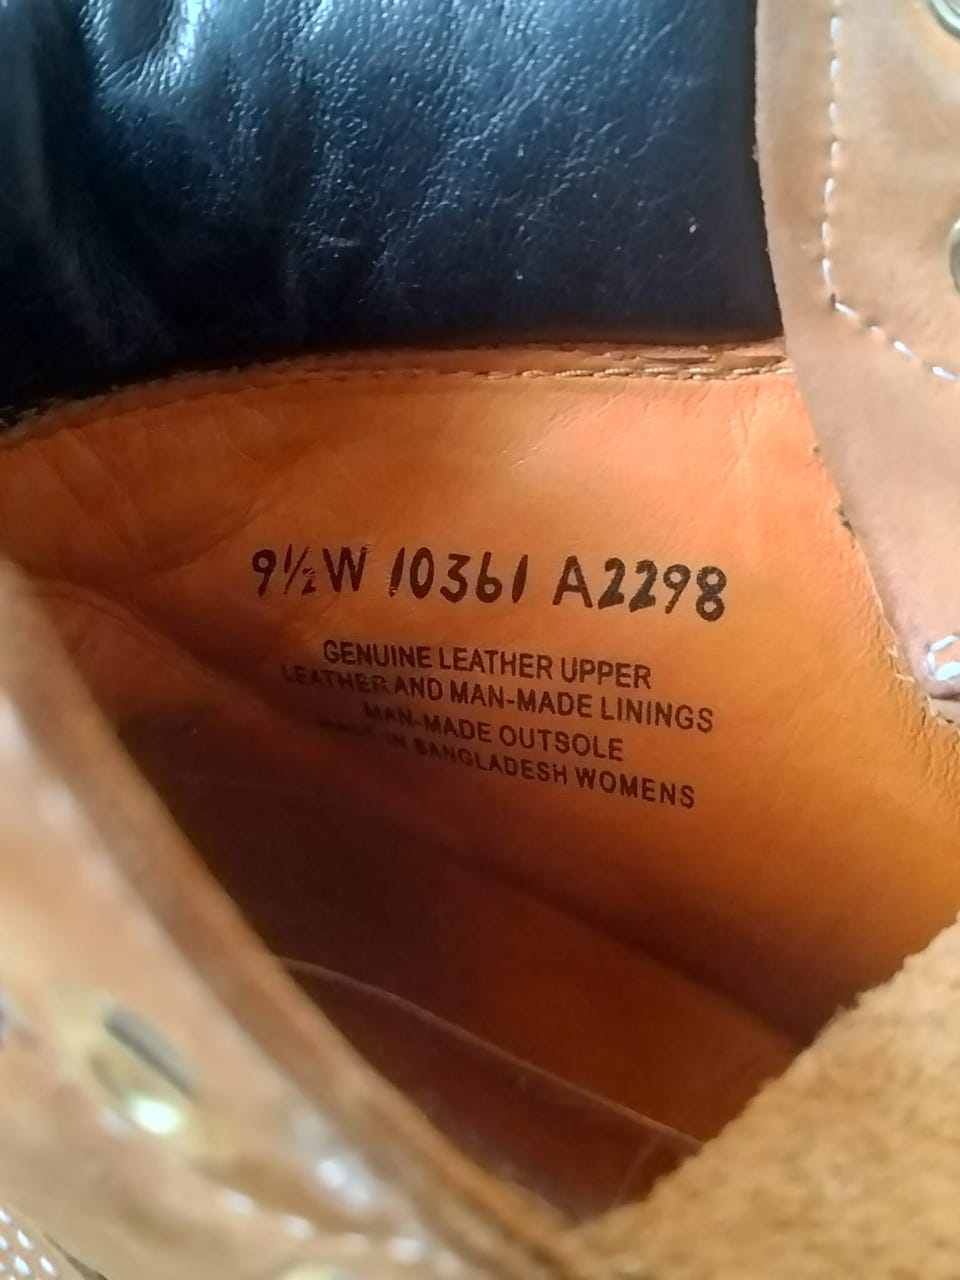 9½W 10361 A2298
GENUINE LEATHER UPPER
LEATHER AND MAN-MADE LININGS
MAN-MADE OUTSOLE
MADE IN BANGLADESH WOMENS